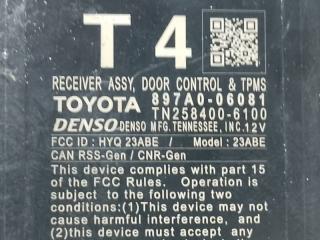 T 4
RECEIVER ASSY, DOOR CONTROL & TPMS
TOYOTA 897A0-06081
TN258400-6100
DENSO DENSO MFG. TENNESSEE, INC. 12V
FCC ID : HYQ 23ABE / Model : 23ABE
CAN RSS-Gen / CNR-Gen
This device complies with part 15
of the FCC Rules. Operation is
subject to the following two
conditions:(1)This device may not
cause harmful interference, and
(2)this device must accept any